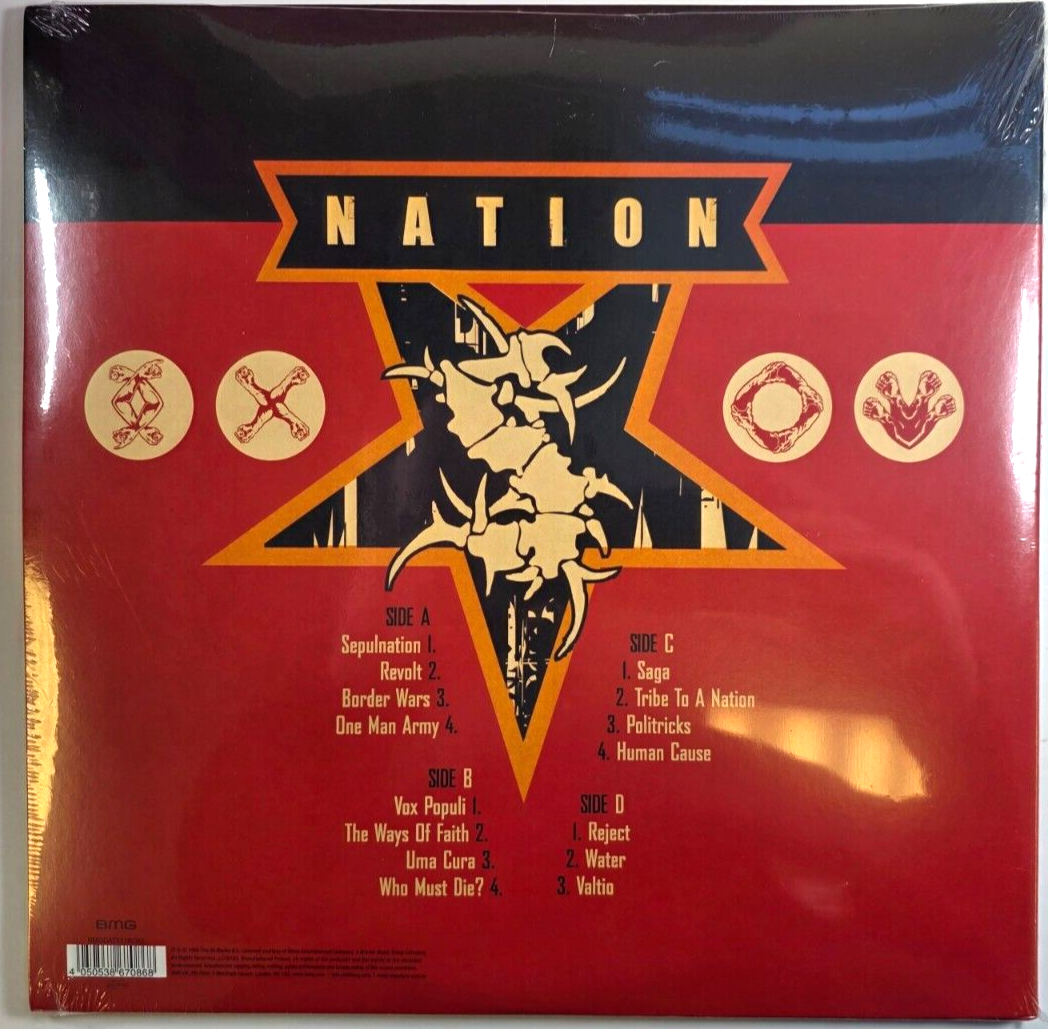 NATION
SIDE A
Sepulnation 1.
Revolt 2.
Border Wars 3.
One Man Army 4.
SIDE B
Vox Populi 1.
The Ways Of Faith 2.
Uma Cura 3.
Who Must Die? 4.
SIDE C
1. Saga
2. Tribe To A Nation
3. Politricks
4. Human Cause
SIDE D
1. Reject
2. Water
3. Valtio
BMG
4 050538 670868